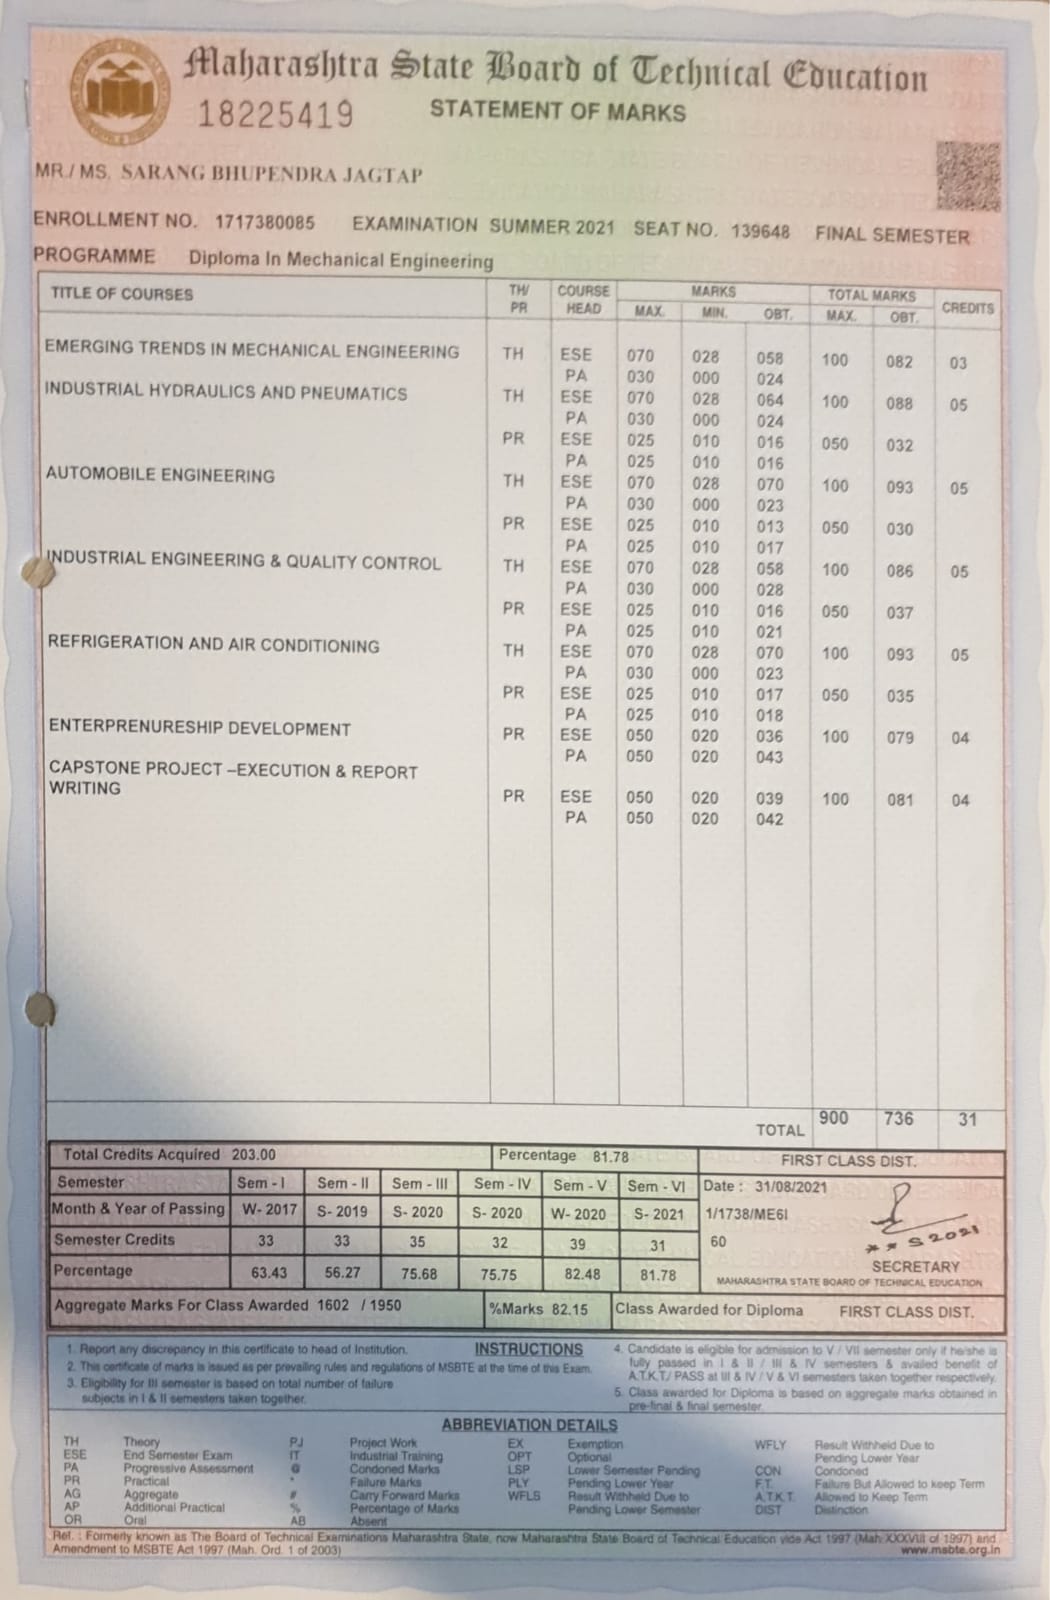 Maharashtra State Board of Technical Education
18225419 STATEMENT OF MARKS
MR./ MS. SARANG BHUPENDRA JAGTAP
ENROLLMENT NO. 1717380085 EXAMINATION SUMMER 2021 SEAT NO. 139648 FINAL SEMESTER
PROGRAMME Diploma In Mechanical Engineering
TITLE OF COURSES TH/ PR COURSE HEAD MARKS TOTAL MARKS CREDITS
MAX. MIN. OBT. MAX. OBT.
EMERGING TRENDS IN MECHANICAL ENGINEERING TH ESE 070 028 058 100 082 03
PA 030 000 024
INDUSTRIAL HYDRAULICS AND PNEUMATICS TH ESE 070 028 064 100 088 05
PA 030 000 024
PR ESE 025 010 016 050 032
PA 025 010 016
AUTOMOBILE ENGINEERING TH ESE 070 028 070 100 093 05
PA 030 000 023
PR ESE 025 010 013 050 030
PA 025 010 017
INDUSTRIAL ENGINEERING & QUALITY CONTROL TH ESE 070 028 058 100 086 05
PA 030 000 028
PR ESE 025 010 016 050 037
PA 025 010 021
REFRIGERATION AND AIR CONDITIONING TH ESE 070 028 070 100 093 05
PA 030 000 023
PR ESE 025 010 017 050 035
PA 025 010 018
ENTERPRENURESHIP DEVELOPMENT PR ESE 050 020 036 100 079 04
PA 050 020 043
CAPSTONE PROJECT –EXECUTION & REPORT
WRITING PR ESE 050 020 039 100 081 04
PA 050 020 042
TOTAL 900 736 31
Total Credits Acquired 203.00 Percentage 81.78 FIRST CLASS DIST.
Semester Sem - I Sem - II Sem - III Sem - IV Sem - V Sem - VI Date : 31/08/2021
Month & Year of Passing W- 2017 S- 2019 S- 2020 S- 2020 W- 2020 S- 2021 1/1738/ME6I
Semester Credits 33 33 35 32 39 31 60
** S 2021
SECRETARY
Percentage 63.43 56.27 75.68 75.75 82.48 81.78 MAHARASHTRA STATE BOARD OF TECHNICAL EDUCATION
Aggregate Marks For Class Awarded 1602 / 1950 %Marks 82.15 Class Awarded for Diploma FIRST CLASS DIST.
INSTRUCTIONS
1. Report any discrepancy in this certificate to head of Institution.
2. This certificate of marks is issued as per prevailing rules and regulations of MSBTE at the time of this Exam.
3. Eligibility for III semester is based on total number of failure
subjects in I & II semesters taken together.
4. Candidate is eligible for admission to V / VII semester only if he/she is
fully passed in I & II / III & IV semesters & availed benefit of
A.T.K.T./ PASS at III & IV / V & VI semesters taken together respectively.
5. Class awarded for Diploma is based on aggregate marks obtained in
pre-final & final semester.
ABBREVIATION DETAILS
TH Theory PJ Project Work EX Exemption WFLY Result Withheld Due to
ESE End Semester Exam IT Industrial Training OPT Optional Pending Lower Year
PA Progressive Assessment @ Condoned Marks LSP Lower Semester Pending CON Condoned
PR Practical * Failure Marks PLY Pending Lower Year F.T. Failure But Allowed to keep Term
AG Aggregate # Carry Forward Marks WFLS Result Withheld Due to A.T.K.T. Allowed to Keep Term
AP Additional Practical % Percentage of Marks Pending Lower Semester DIST Distinction
OR Oral AB Absent
Ref. : Formerly known as The Board of Technical Examinations Maharashtra State, now Maharashtra State Board of Technical Education vide Act 1997 (Mah XXXVIII of 1997) and
Amendment to MSBTE Act 1997 (Mah. Ord. 1 of 2003) www.msbte.org.in